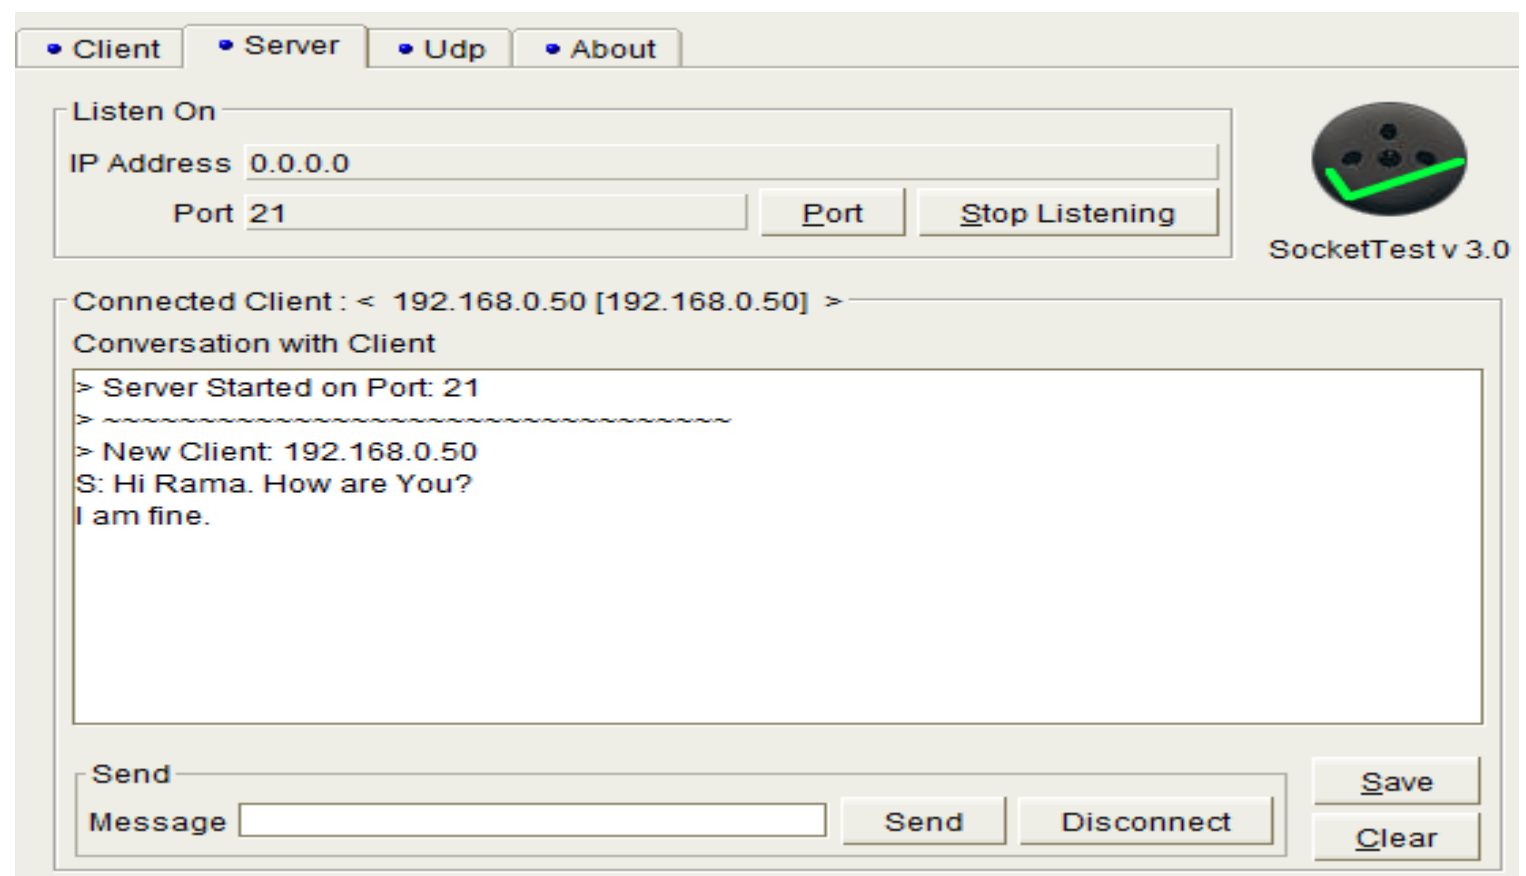 Client Server Udp About
Listen On
IP Address 0.0.0.0
Port 21 Port Stop Listening
SocketTest v 3.0
Connected Client : < 192.168.0.50 [192.168.0.50] >
Conversation with Client
> Server Started on Port: 21
> ~~~~~~~~~~~~~~~~~~~~~~~~~~~~~~~~~
> New Client: 192.168.0.50
S: Hi Rama. How are You?
I am fine.
Send
Message Send Disconnect
Save
Clear